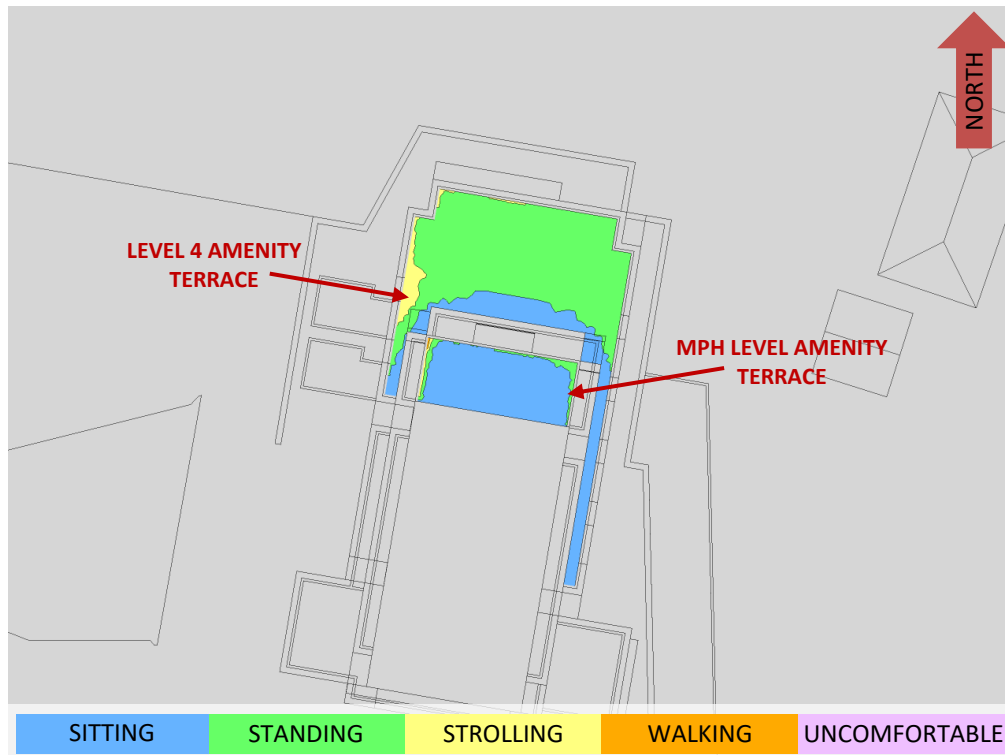 NORTH
LEVEL 4 AMENITY
TERRACE
MPH LEVEL AMENITY
TERRACE
SITTING
STANDING
STROLLING
WALKING
UNCOMFORTABLE